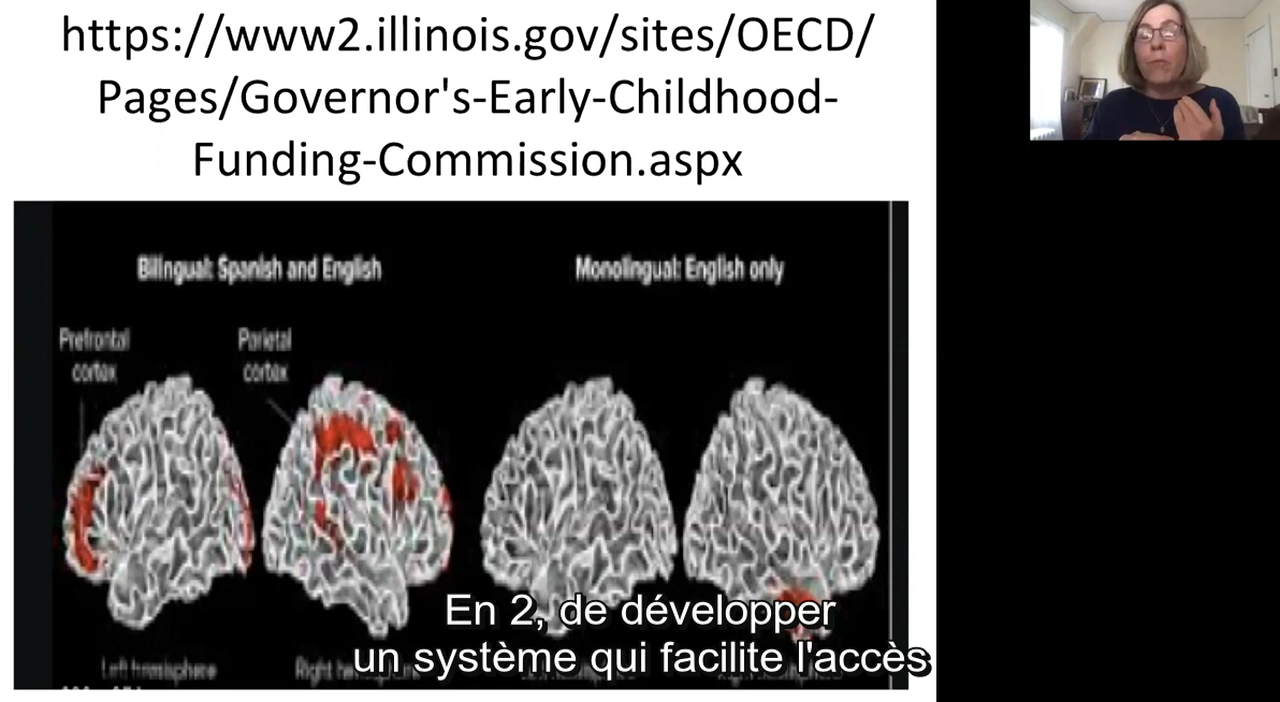 https://www2.illinois.gov/sites/OECD/
Pages/Governor's-Early-Childhood-
Funding-Commission.aspx
Bilingual: Spanish and English
Monolingual: English only
Prefrontal
cortex
Parietal
cortex
Left hemisphere
Right
En 2, de développer
un système qui facilite l'accès